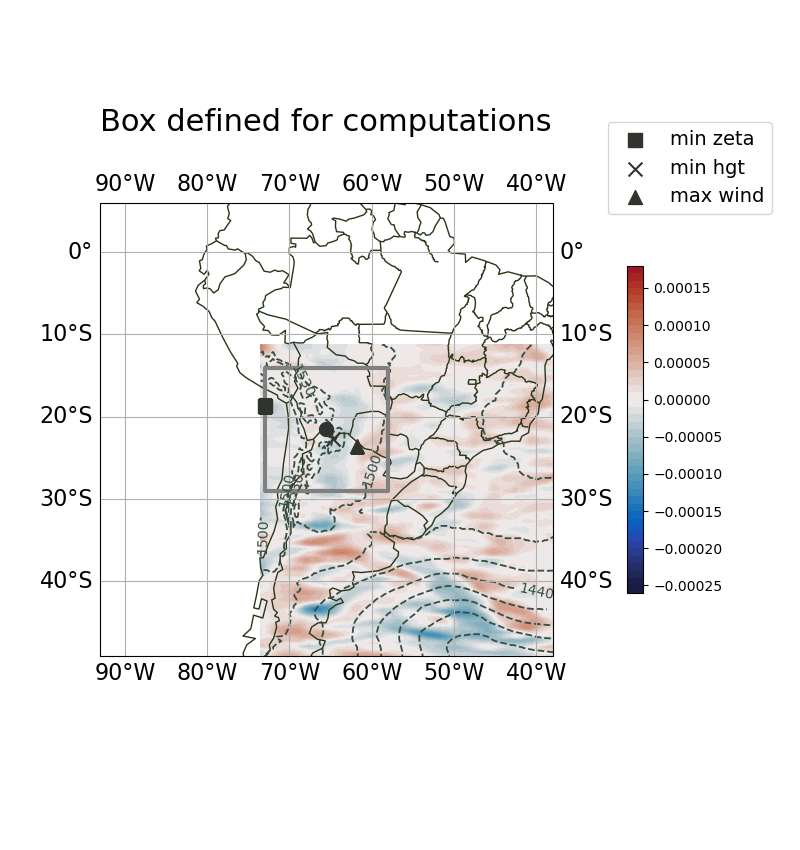 Box defined for computations
min zeta
min hgt
max wind
90°W 80°W 70°W 60°W 50°W 40°W
0° 0°
10°S 10°S
20°S 20°S
30°S 30°S
40°S 40°S
90°W 80°W 70°W 60°W 50°W 40°W
1500
1500
1500
1440
0.00015
0.00010
0.00005
0.00000
−0.00005
−0.00010
−0.00015
−0.00020
−0.00025